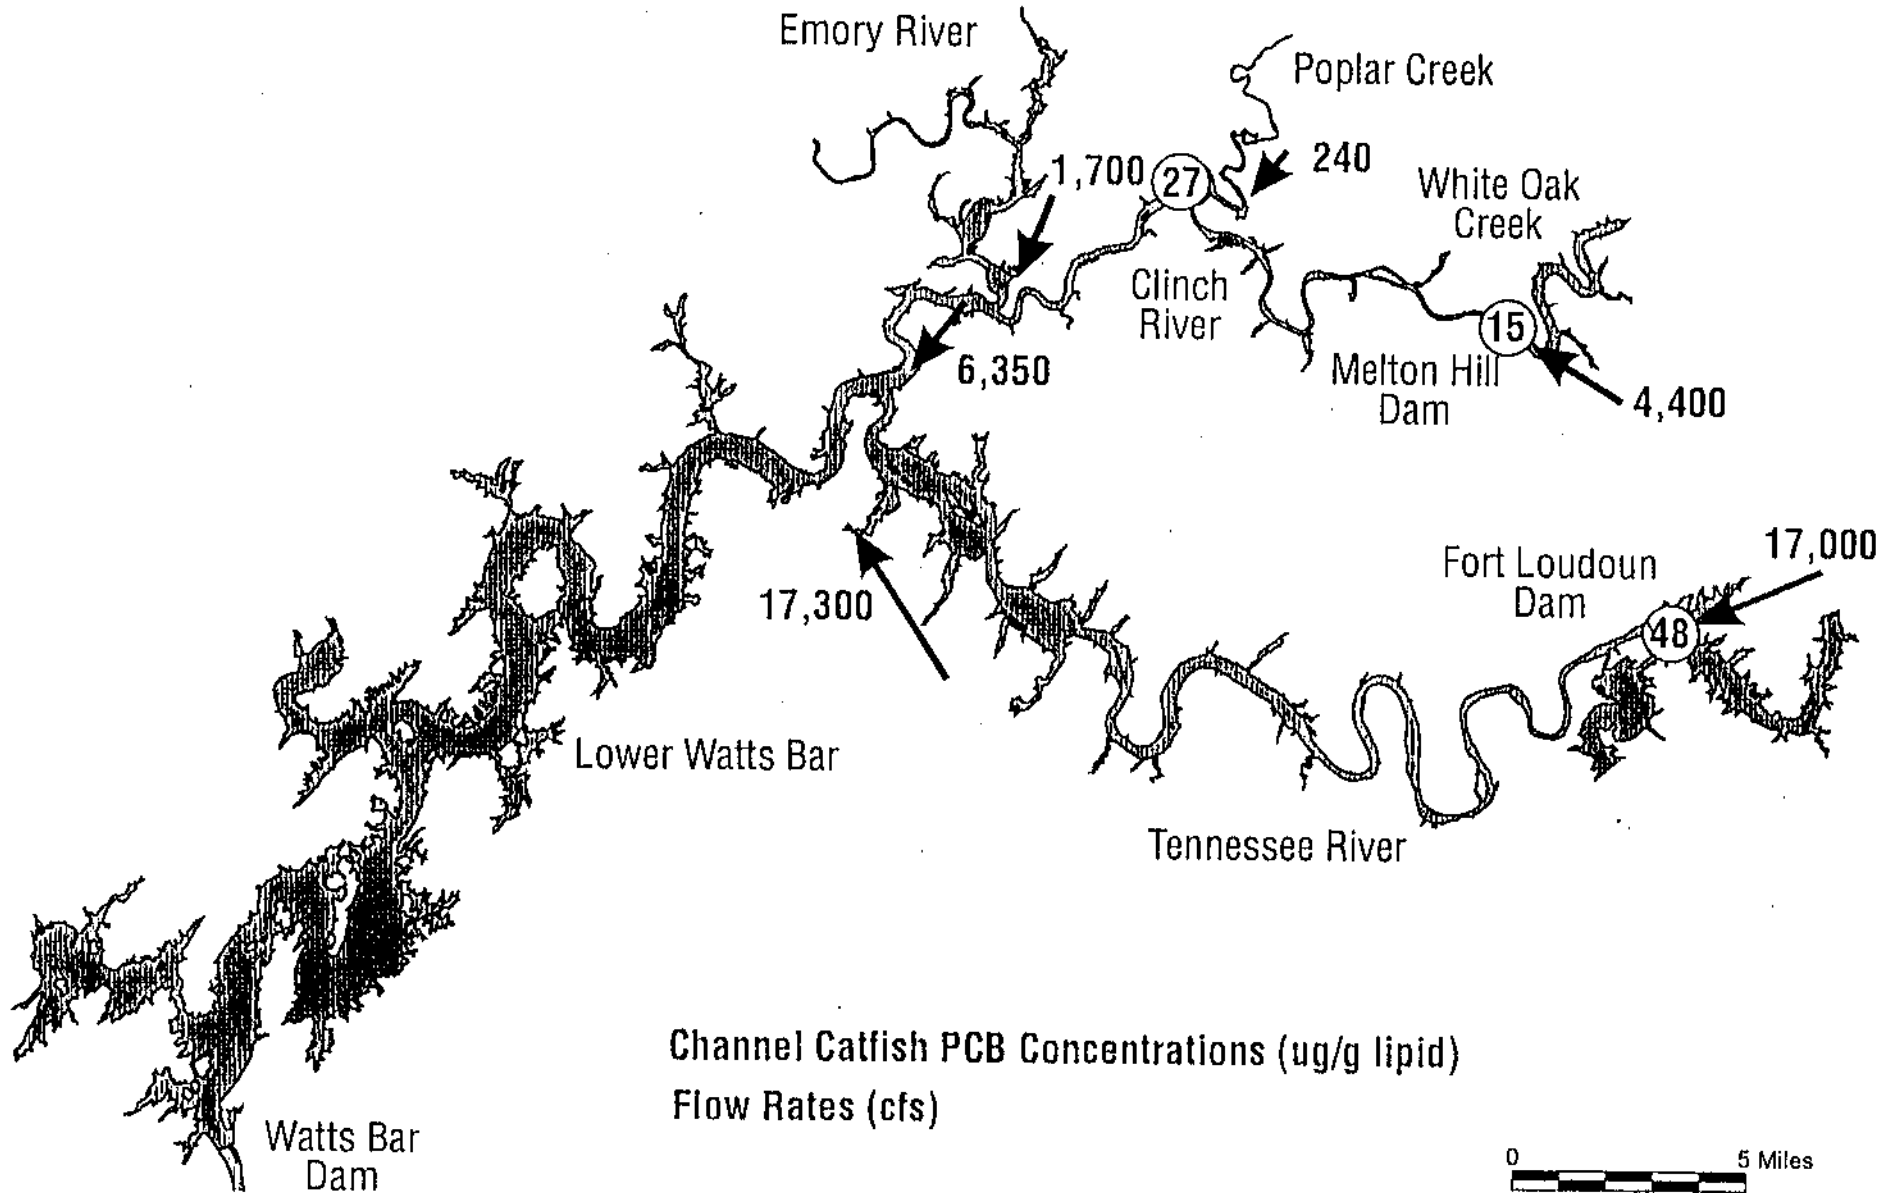 Emory River
Poplar Creek
1,700
27
240
White Oak
Creek
Clinch
River
15
6,350
Melton Hill
Dam
4,400
17,000
Fort Loudoun
Dam
17,300
48
Lower Watts Bar
Tennessee River
Channel Catfish PCB Concentrations (ug/g lipid)
Flow Rates (cfs)
Watts Bar
Dam
0
5 Miles